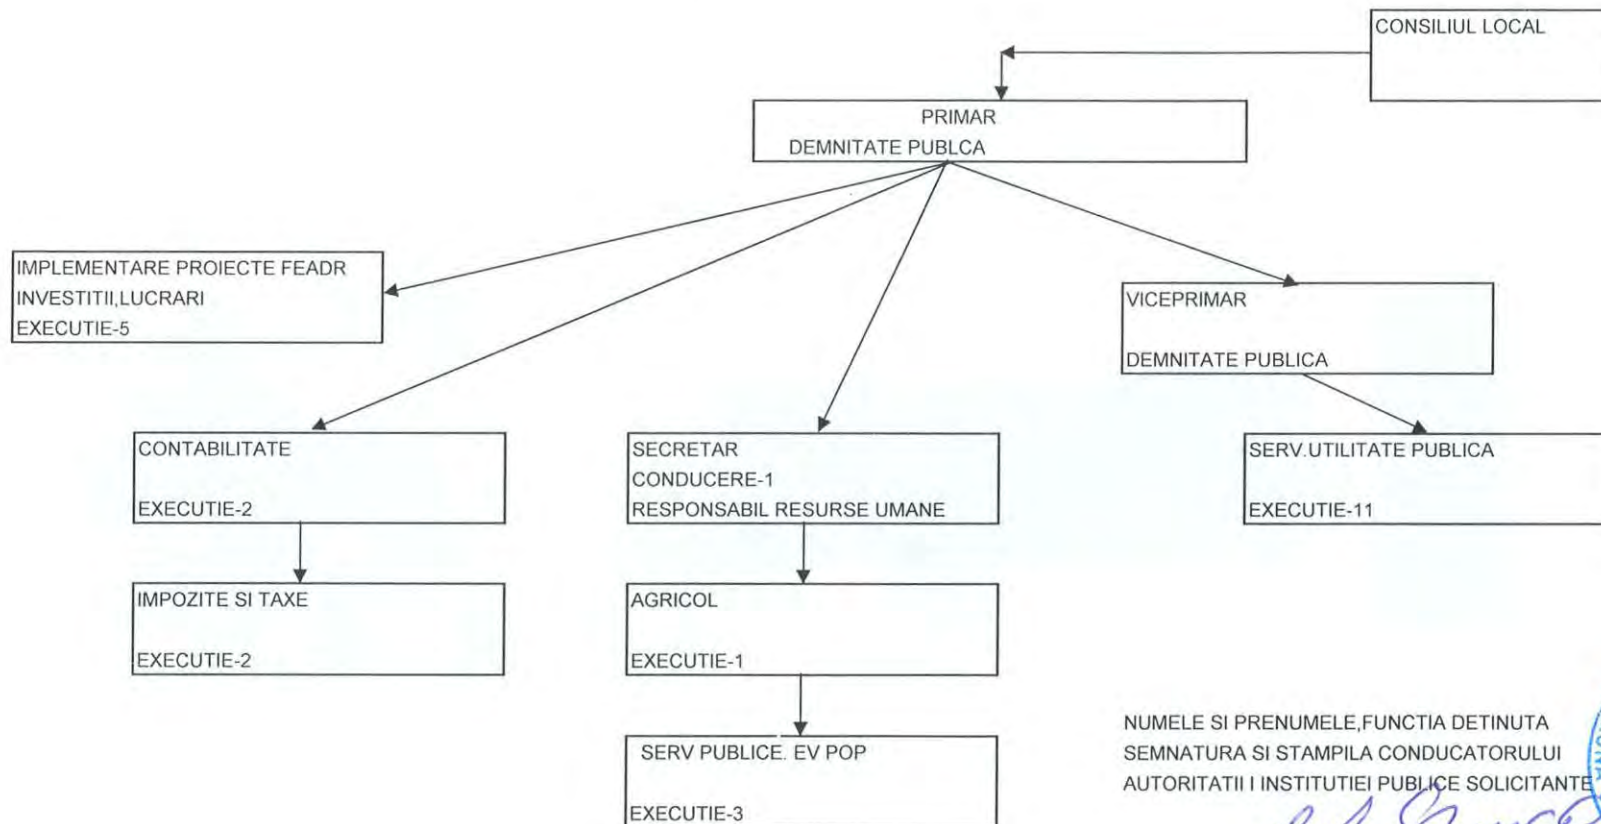 CONSILIUL LOCAL
PRIMAR
DEMNITATE PUBLCA
IMPLEMENTARE PROIECTE FEADR
INVESTITII,LUCRARI
EXECUTIE-5
VICEPRIMAR
DEMNITATE PUBLICA
CONTABILITATE
EXECUTIE-2
SECRETAR
CONDUCERE-1
RESPONSABIL RESURSE UMANE
SERV.UTILITATE PUBLICA
EXECUTIE-11
IMPOZITE SI TAXE
EXECUTIE-2
AGRICOL
EXECUTIE-1
SERV PUBLICE. EV POP
EXECUTIE-3
NUMELE SI PRENUMELE,FUNCTIA DETINUTA
SEMNATURA SI STAMPILA CONDUCATORULUI
AUTORITATII I INSTITUTIEI PUBLICE SOLICITANTE